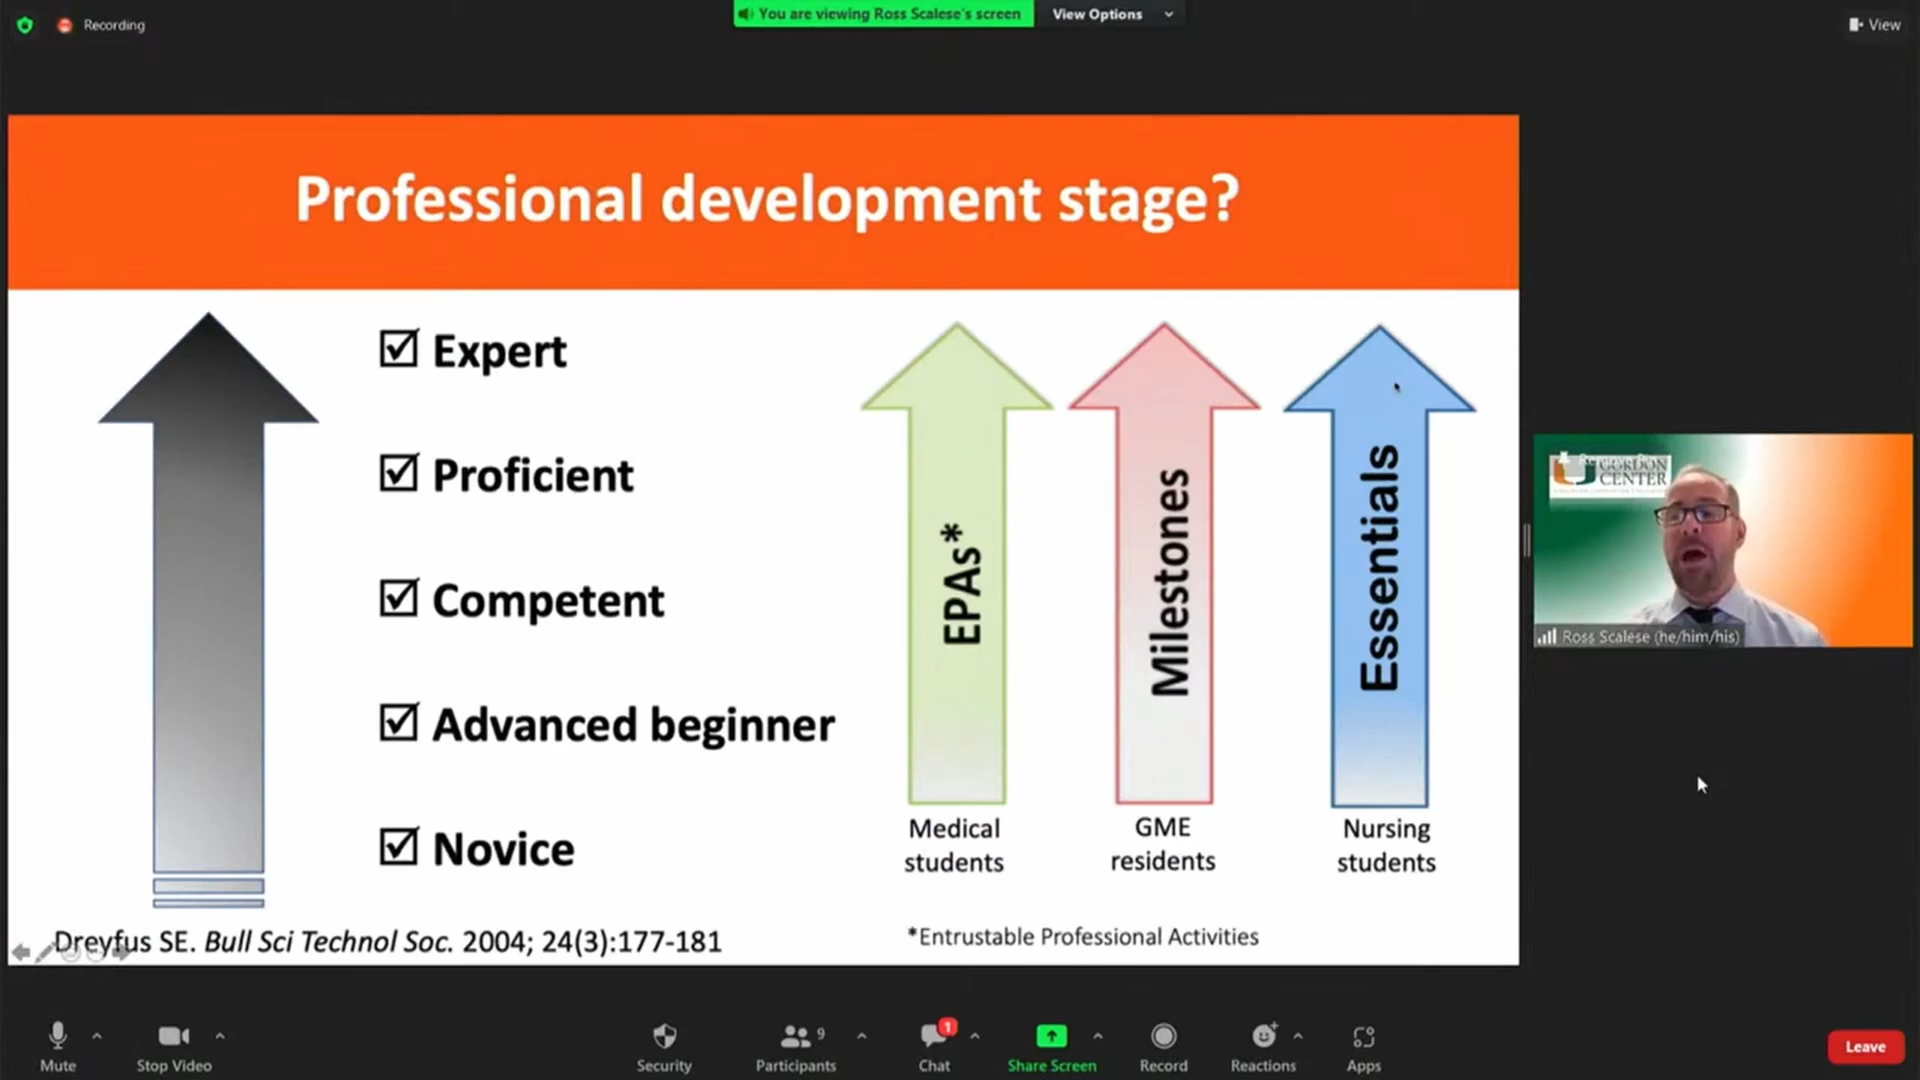 Recording
You are viewing Ross Scalese's screen
View Options
View
Professional development stage?
Expert
Proficient
Competent
Advanced beginner
Novice
EPAs*
Milestones
Essentials
Medical
students
GME
residents
Nursing
students
Dreyfus SE. Bull Sci Technol Soc. 2004; 24(3):177-181
*Entrustable Professional Activities
GORDON
CENTER
Ross Scalese (he/him/his)
Mute
Stop Video
Security
9
Participants
1
Chat
Share Screen
Record
Reactions
Apps
Leave